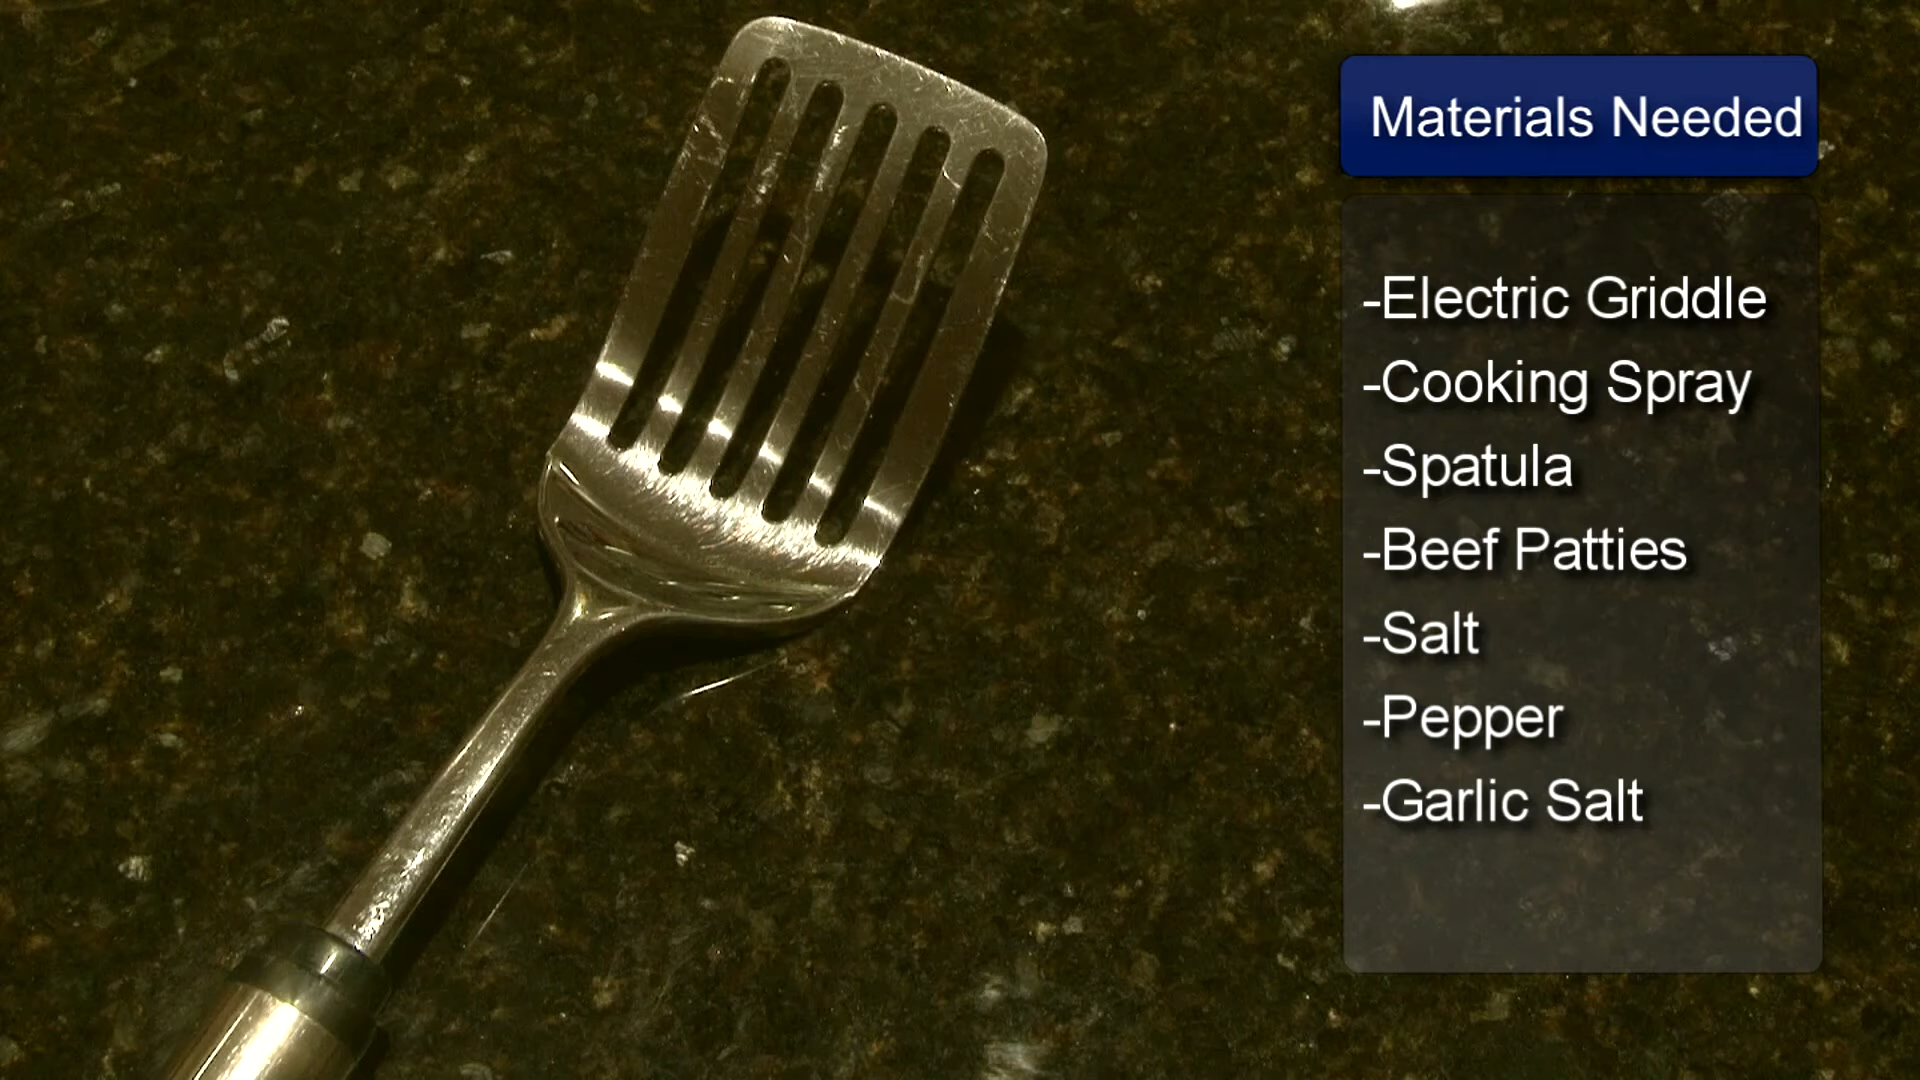 Materials Needed
-Electric Griddle
-Cooking Spray
-Spatula
-Beef Patties
-Salt
-Pepper
-Garlic Salt